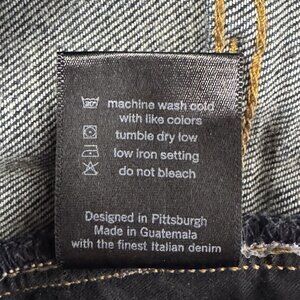 machine wash cold
with like colors
tumble dry low
low iron setting
do not bleach
Designed in Pittsburgh
Made in Guatemala
with the finest Italian denim